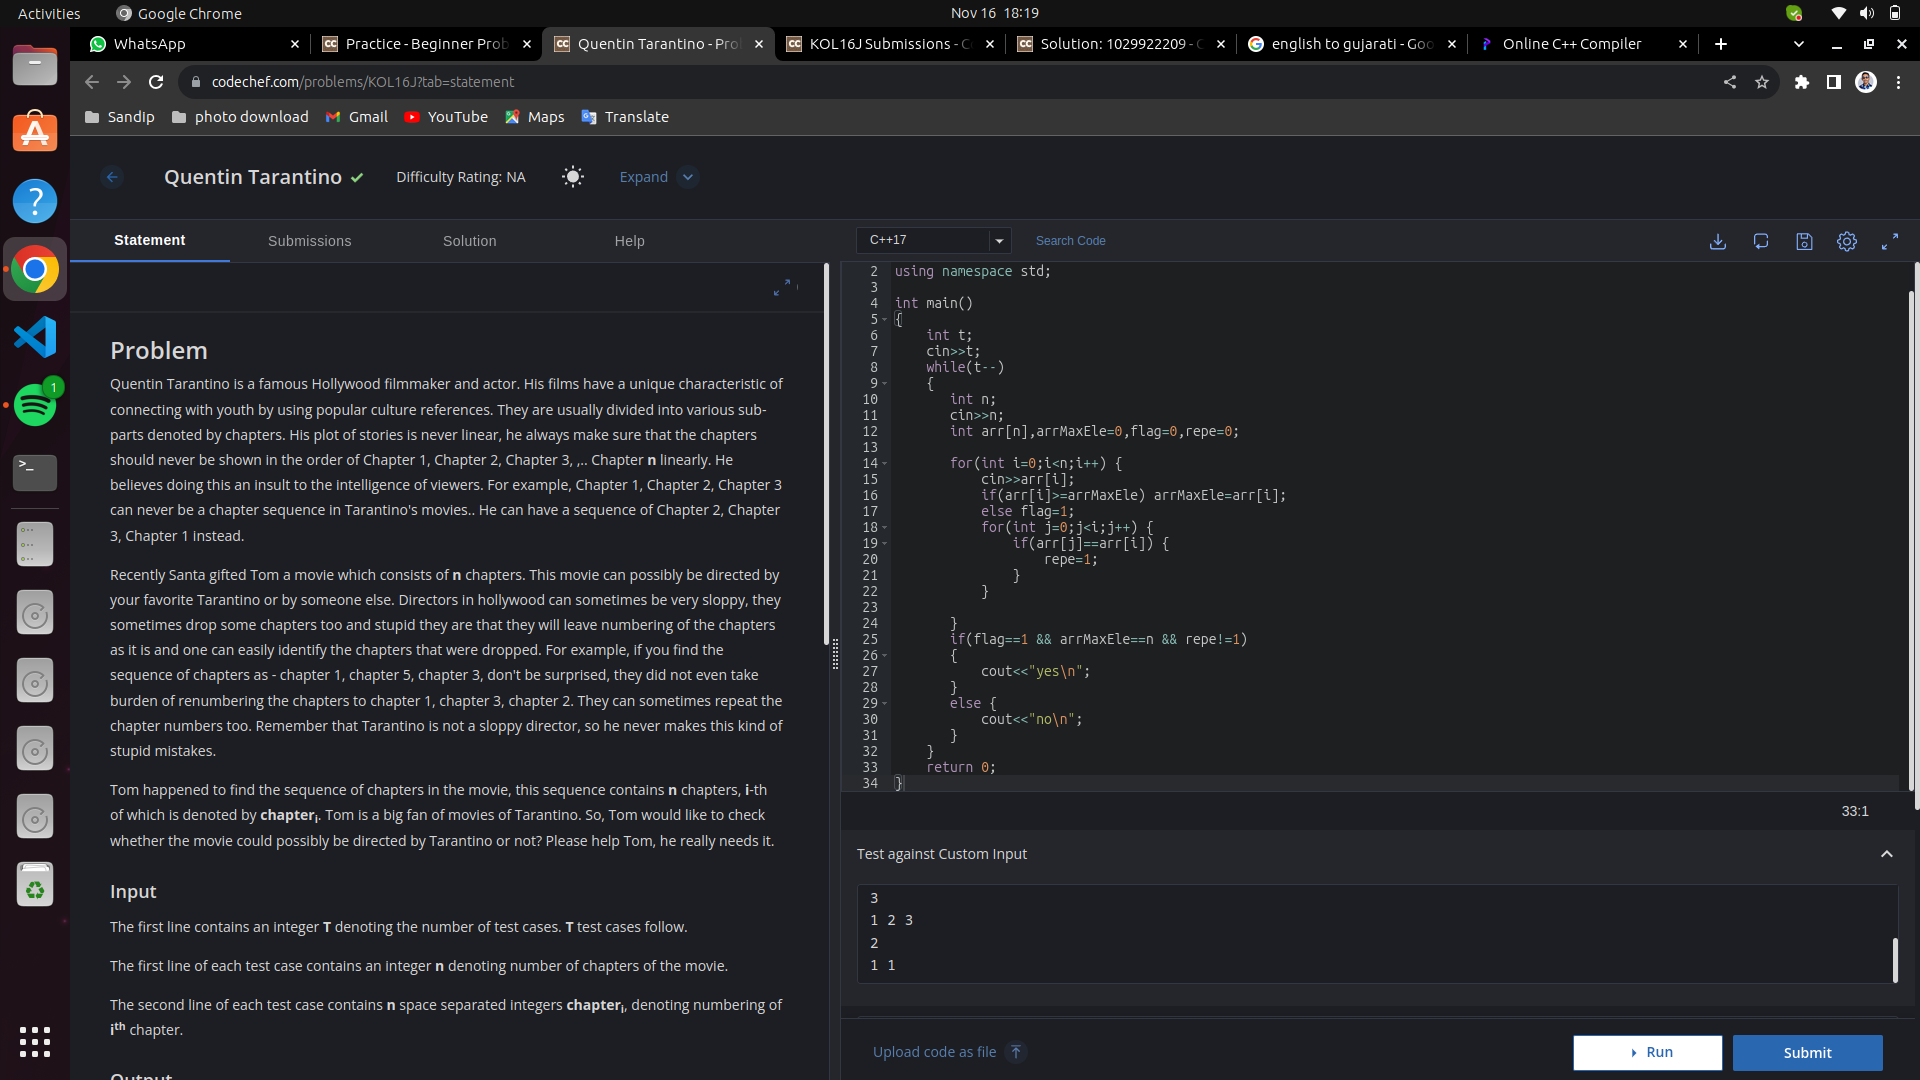 Activities Google Chrome Nov 16 18:19
WhatsApp Practice - Beginner Prob Quentin Tarantino - Pro KOL16J Submissions - C Solution: 1029922209 - C english to gujarati - Goo Online C++ Compiler
codechef.com/problems/KOL16J?tab=statement
Sandip photo download Gmail YouTube Maps Translate
Quentin Tarantino Difficulty Rating: NA Expand
Statement Submissions Solution Help
Problem
Quentin Tarantino is a famous Hollywood filmmaker and actor. His films have a unique characteristic of
connecting with youth by using popular culture references. They are usually divided into various sub-
parts denoted by chapters. His plot of stories is never linear, he always make sure that the chapters
should never be shown in the order of Chapter 1, Chapter 2, Chapter 3, ,.. Chapter n linearly. He
believes doing this an insult to the intelligence of viewers. For example, Chapter 1, Chapter 2, Chapter 3
can never be a chapter sequence in Tarantino's movies.. He can have a sequence of Chapter 2, Chapter
3, Chapter 1 instead.
Recently Santa gifted Tom a movie which consists of n chapters. This movie can possibly be directed by
your favorite Tarantino or by someone else. Directors in hollywood can sometimes be very sloppy, they
sometimes drop some chapters too and stupid they are that they will leave numbering of the chapters
as it is and one can easily identify the chapters that were dropped. For example, if you find the
sequence of chapters as - chapter 1, chapter 5, chapter 3, don't be surprised, they did not even take
burden of renumbering the chapters to chapter 1, chapter 3, chapter 2. They can sometimes repeat the
chapter numbers too. Remember that Tarantino is not a sloppy director, so he never makes this kind of
stupid mistakes.
Tom happened to find the sequence of chapters in the movie, this sequence contains n chapters, i-th
of which is denoted by chapteri. Tom is a big fan of movies of Tarantino. So, Tom would like to check
whether the movie could possibly be directed by Tarantino or not? Please help Tom, he really needs it.
Input
The first line contains an integer T denoting the number of test cases. T test cases follow.
The first line of each test case contains an integer n denoting number of chapters of the movie.
The second line of each test case contains n space separated integers chapteri, denoting numbering of
ith chapter.
Output
C++17 Search Code
2 using namespace std;
3
4 int main()
5 {
6 int t;
7 cin>>t;
8 while(t--)
9 {
10 int n;
11 cin>>n;
12 int arr[n],arrMaxEle=0,flag=0,repe=0;
13
14 for(int i=0;i<n;i++) {
15 cin>>arr[i];
16 if(arr[i]>=arrMaxEle) arrMaxEle=arr[i];
17 else flag=1;
18 for(int j=0;j<i;j++) {
19 if(arr[j]==arr[i]) {
20 repe=1;
21 }
22 }
23
24 }
25 if(flag==1 && arrMaxEle==n && repe!=1)
26 {
27 cout<<"yes\n";
28 }
29 else {
30 cout<<"no\n";
31 }
32 }
33 return 0;
34 }
33:1
Test against Custom Input
3
1 2 3
2
1 1
Upload code as file Run Submit
1